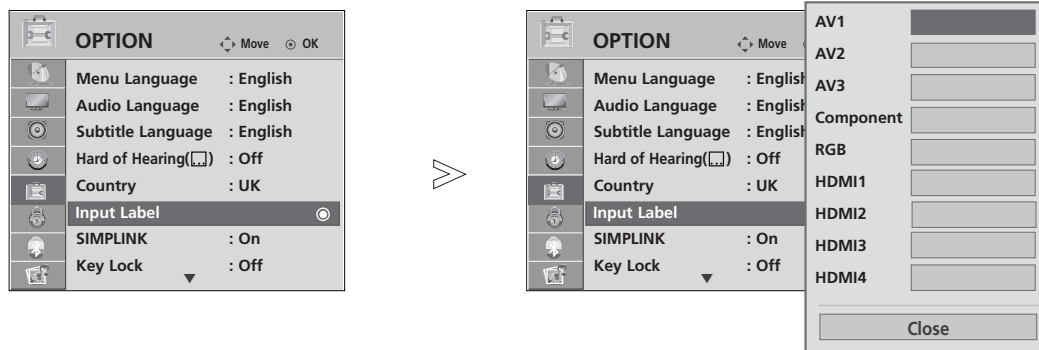 OPTION Move OK
Menu Language : English
Audio Language : English
Subtitle Language : English
Hard of Hearing( ) : Off
Country : UK
Input Label
SIMPLINK : On
Key Lock : Off
OPTION Move
Menu Language : English
Audio Language : English
Subtitle Language : English
Hard of Hearing( ) : Off
Country : UK
Input Label
SIMPLINK : On
Key Lock : Off
AV1
AV2
AV3
Component
RGB
HDMI1
HDMI2
HDMI3
HDMI4
Close